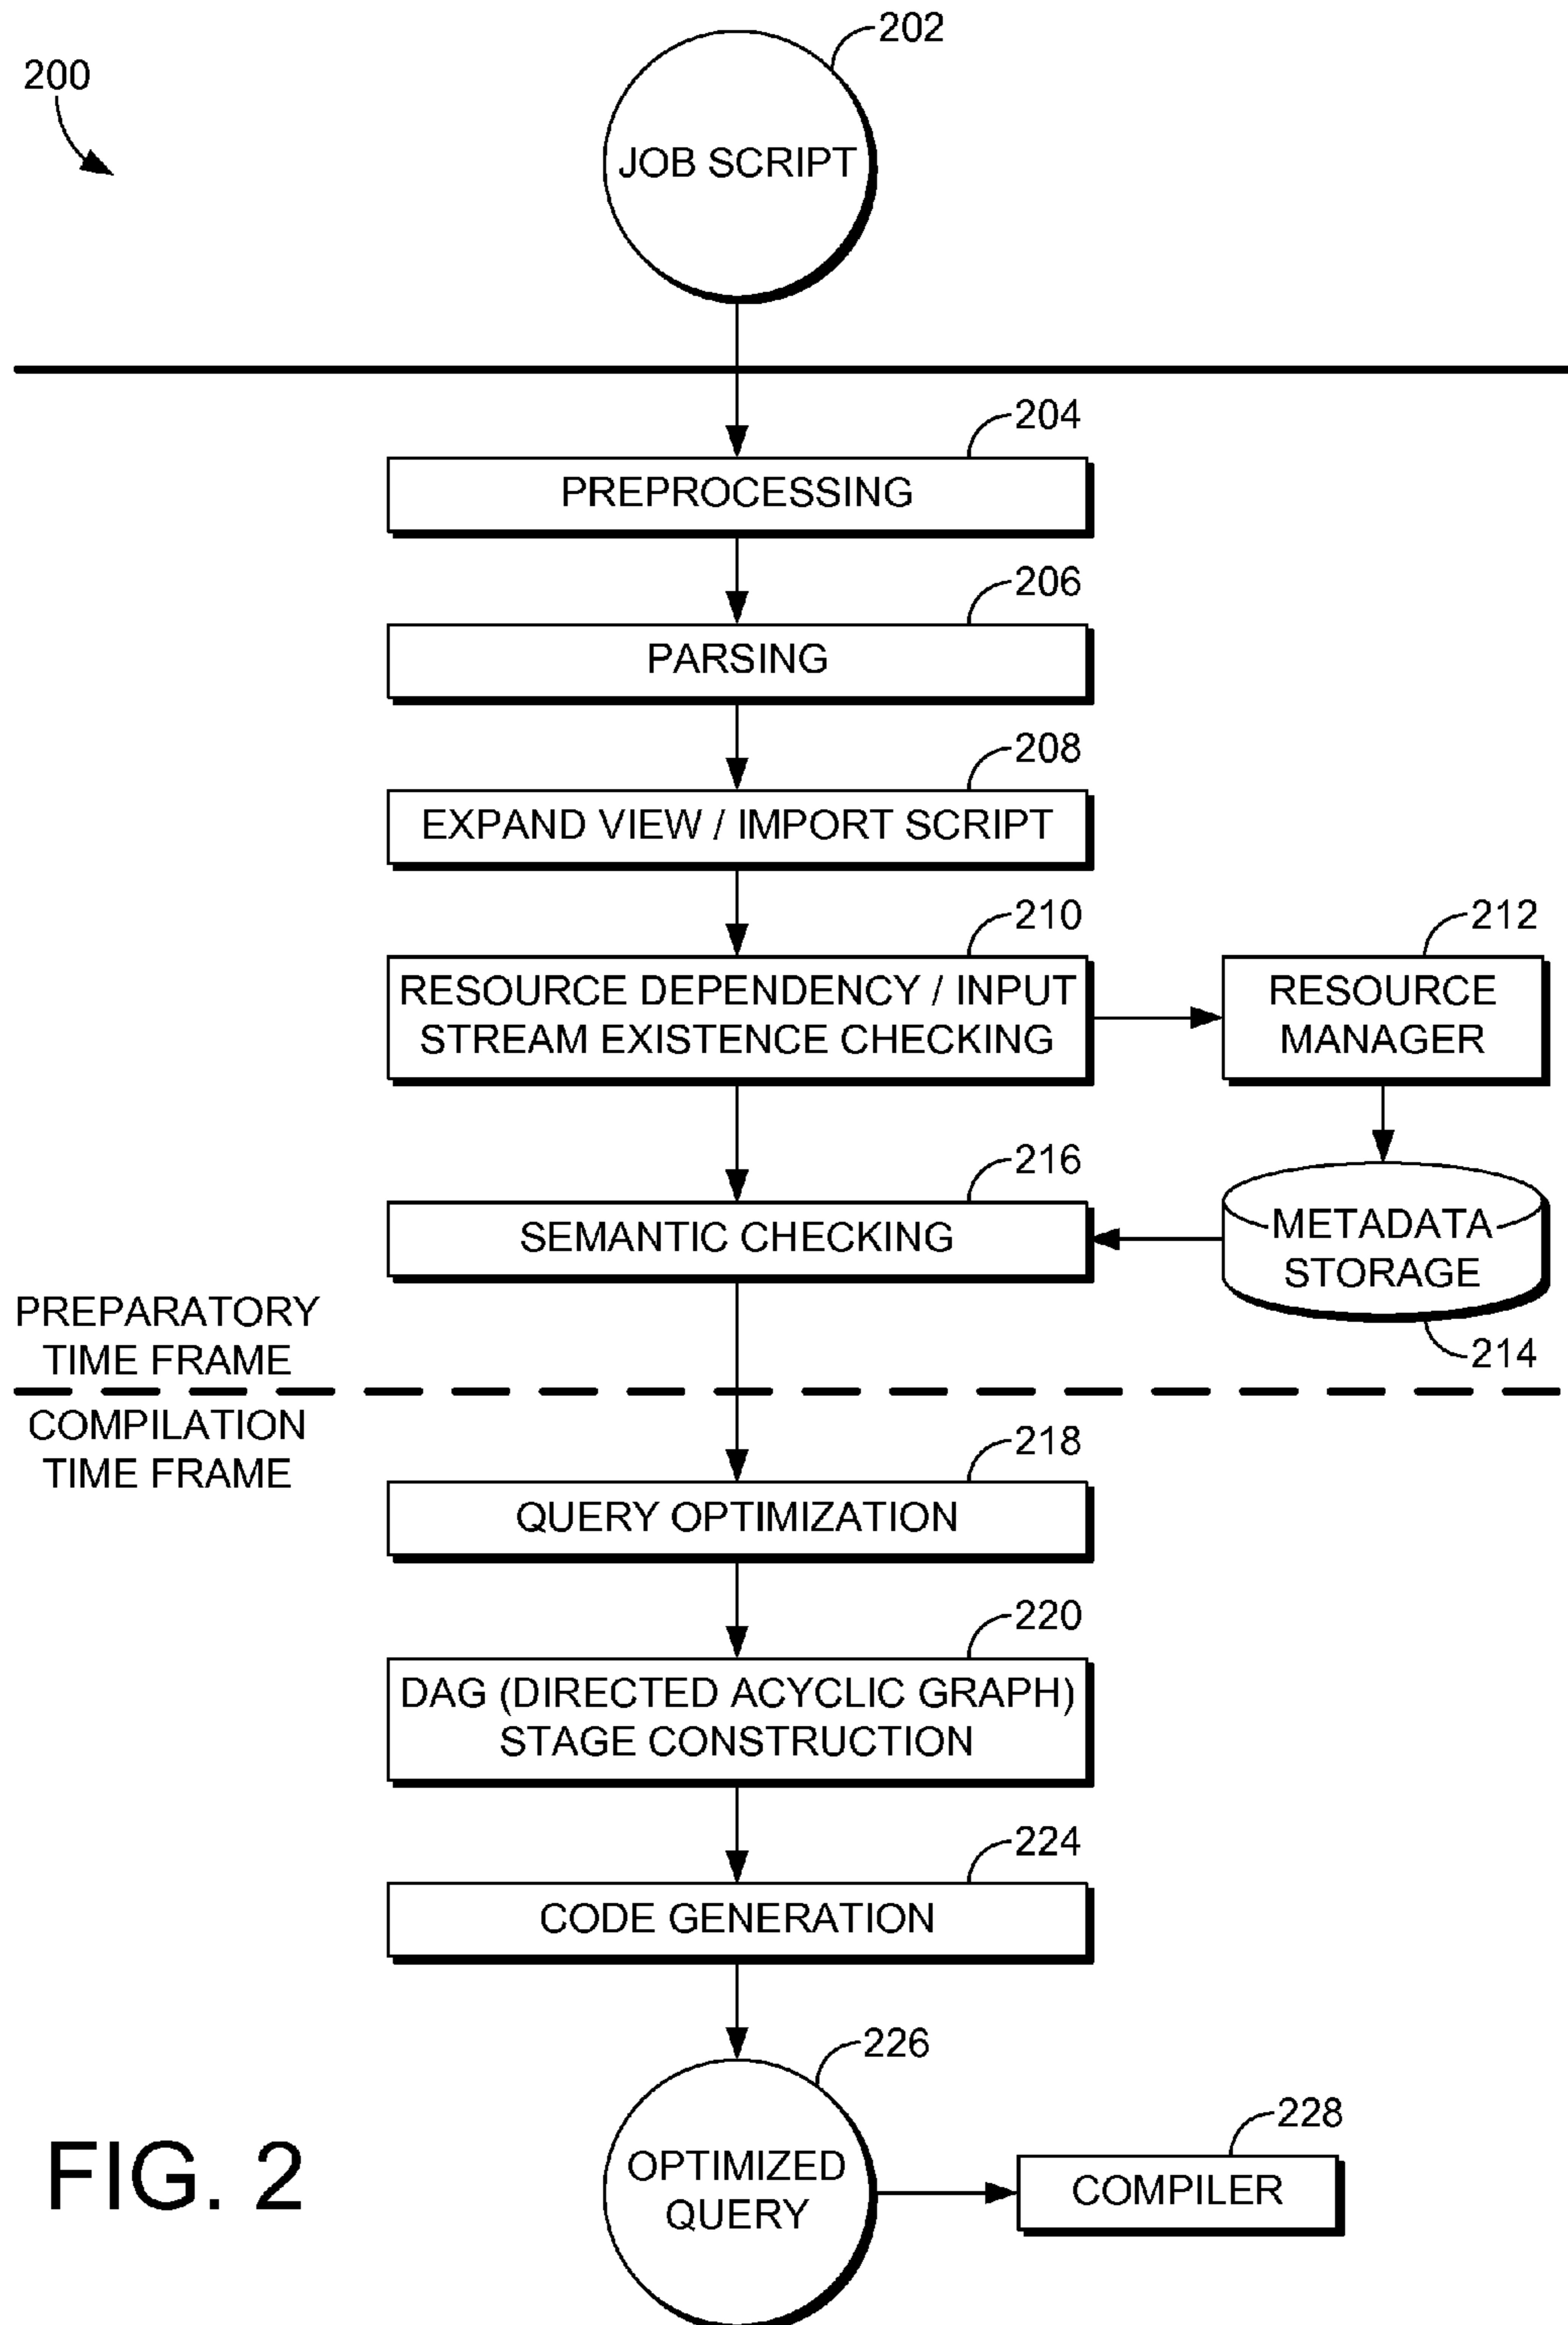 202
200
JOB SCRIPT
204
PREPROCESSING
206
PARSING
208
EXPAND VIEW / IMPORT SCRIPT
210
RESOURCE DEPENDENCY / INPUT
STREAM EXISTENCE CHECKING
212
RESOURCE
MANAGER
216
SEMANTIC CHECKING
METADATA
STORAGE
214
PREPARATORY
TIME FRAME
COMPILATION
TIME FRAME
218
QUERY OPTIMIZATION
220
DAG (DIRECTED ACYCLIC GRAPH)
STAGE CONSTRUCTION
224
CODE GENERATION
226
OPTIMIZED
QUERY
228
COMPILER
FIG. 2